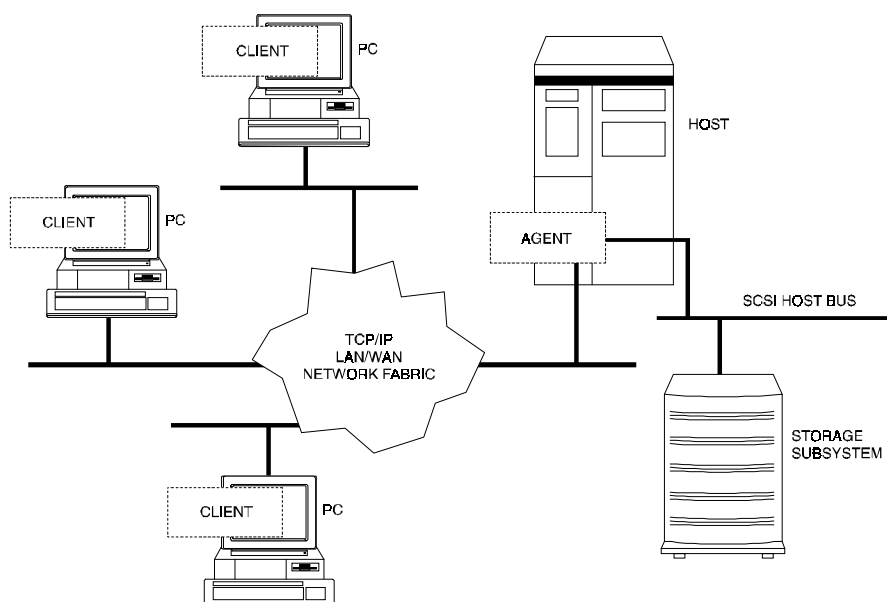 CLIENT
PC
HOST
CLIENT
PC
AGENT
SCSI HOST BUS
TCP/IP
LAN/WAN
NETWORK FABRIC
STORAGE
SUBSYSTEM
CLIENT
PC